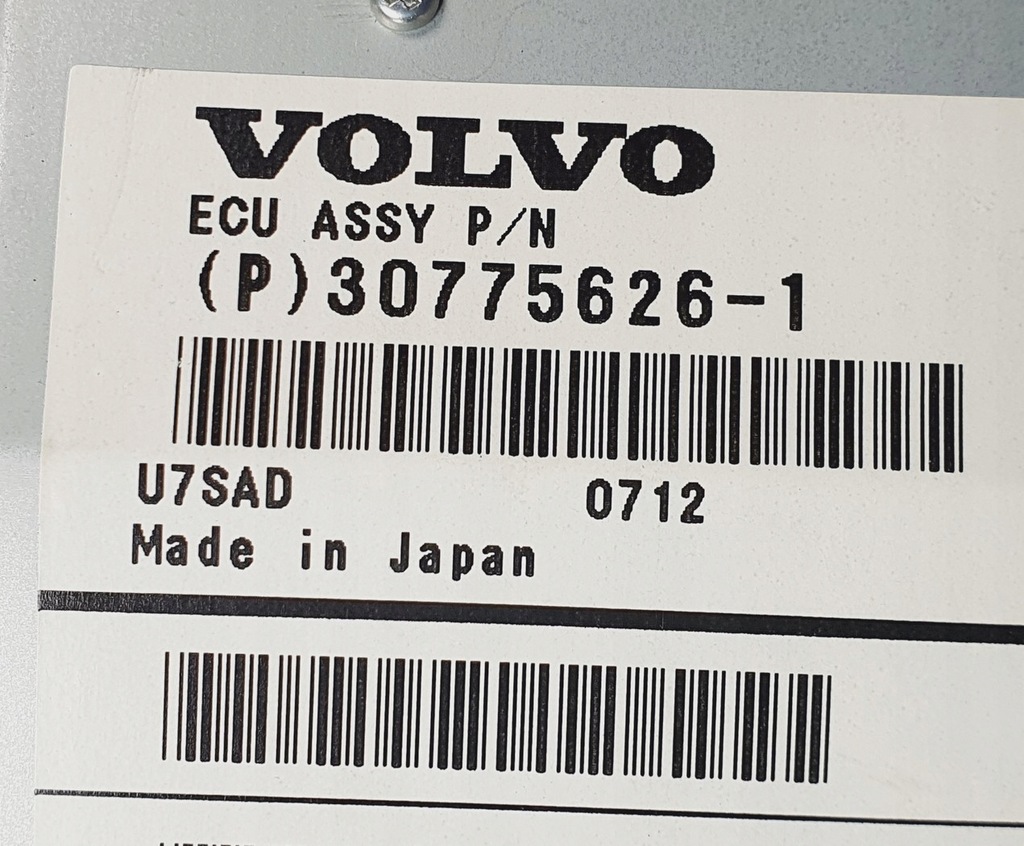 VOLVO
ECU ASSY P/N
(P)30775626-1
U7SAD 0712
Made in Japan